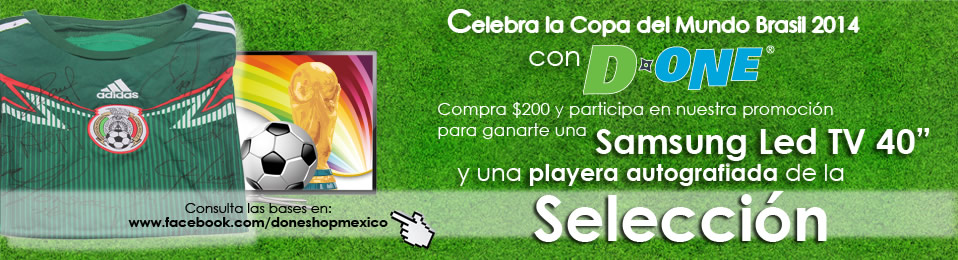 Celebra la Copa del Mundo Brasil 2014
con D-ONE®
Compra $200 y participa en nuestra promoción
para ganarte una Samsung Led TV 40”
y una playera autografiada de la
Selección
adidas
Consulta las bases en:
www.facebook.com/doneshopmexico